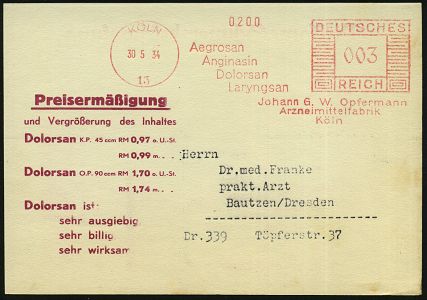 0200
KÖLN
30 5 34
13
Aegrosan
Anginasin
Dolorsan
Laryngsan
DEUTSCHES
003
REICH
Johann G. W. Opfermann
Arzneimittelfabrik
Köln
Preisermäßigung
und Vergrößerung des Inhaltes
Dolorsan K.P. 45 ccm RM 0,97 o. U.-St.
RM 0,99 m. . .
Dolorsan O.P. 90 ccm RM 1,70 o. U.-St.
RM 1,74 m. . .
Dolorsan ist:
sehr ausgiebig
sehr billig
sehr wirksam
Herrn
Dr.med.Franke
prakt.Arzt
Bautzen/Dresden
Dr.339 Töpferstr.37